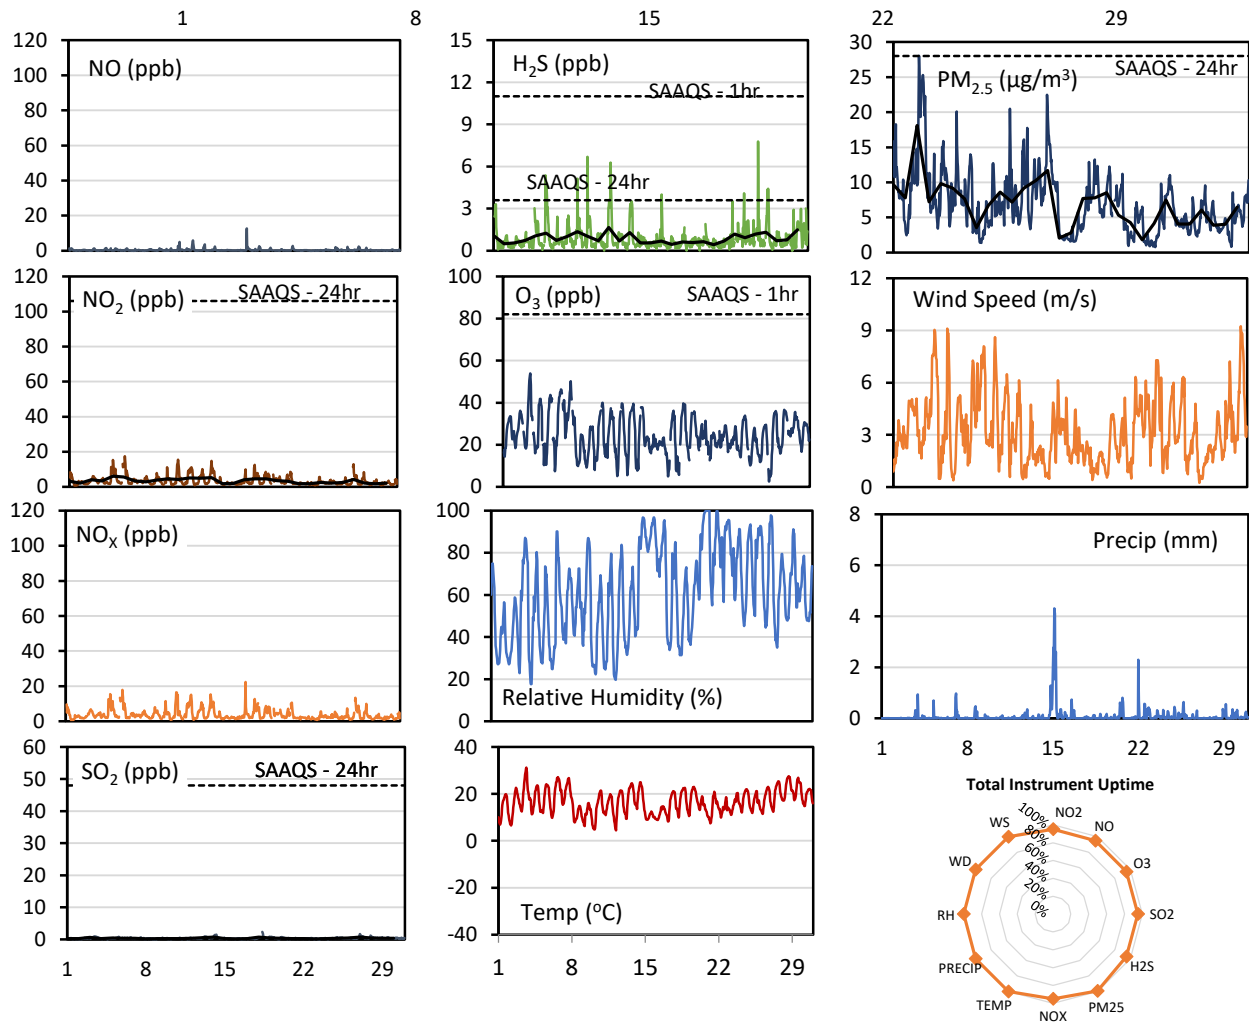 1 8 15 22 29
120
100
80
60
40
20
0
NO (ppb)
15
12
9
6
3
0
H2S (ppb)
SAAQS - 1hr
SAAQS - 24hr
30
25
20
15
10
5
0
PM2.5 (µg/m³)
SAAQS - 24hr
120
100
80
60
40
20
0
NO2 (ppb)
SAAQS - 24hr
100
80
60
40
20
0
O3 (ppb)
SAAQS - 1hr
12
9
6
3
0
Wind Speed (m/s)
120
100
80
60
40
20
0
NOX (ppb)
100
80
60
40
20
0
Relative Humidity (%)
8
6
4
2
0
Precip (mm)
1 8 15 22 29
60
50
40
30
20
10
0
SO2 (ppb)
SAAQS - 24hr
1 8 15 22 29
40
20
0
-20
-40
Temp (oC)
1 8 15 22 29
Total Instrument Uptime
100%
80%
60%
40%
20%
0%
NO2
NO
O3
SO2
H2S
PM25
NOX
TEMP
PRECIP
RH
WD
WS